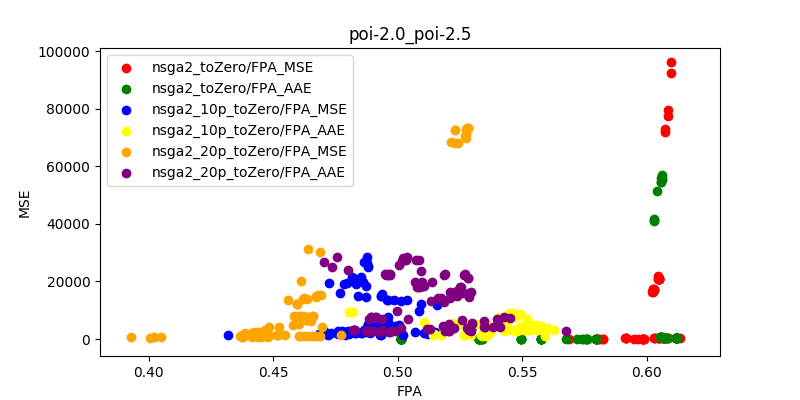 poi-2.0_poi-2.5
100000
80000
60000
40000
20000
0
MSE
nsga2_toZero/FPA_MSE
nsga2_toZero/FPA_AAE
nsga2_10p_toZero/FPA_MSE
nsga2_10p_toZero/FPA_AAE
nsga2_20p_toZero/FPA_MSE
nsga2_20p_toZero/FPA_AAE
0.40 0.45 0.50 0.55 0.60
FPA